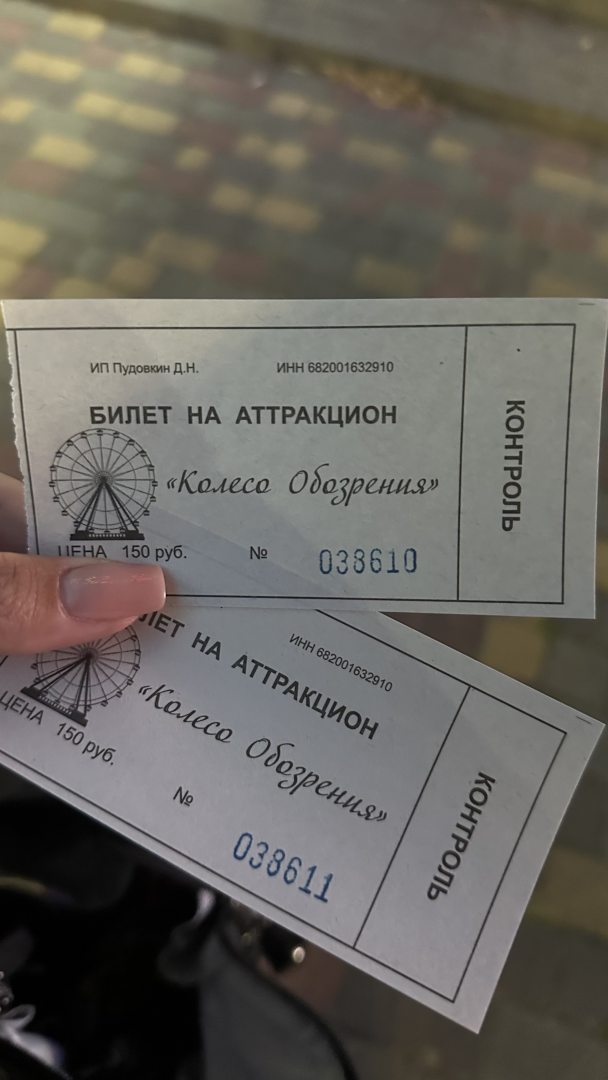 ИП Пудовкин Д.Н. ИНН 682001632910
БИЛЕТ НА АТТРАКЦИОН
«Колесо Обозрения»
ЦЕНА 150 руб. № 038610
КОНТРОЛЬ
ИНН 682001632910
НА АТТРАКЦИОН
«Колесо Обозрения»
ЦЕНА 150 руб. № 038611
КОНТРОЛЬ